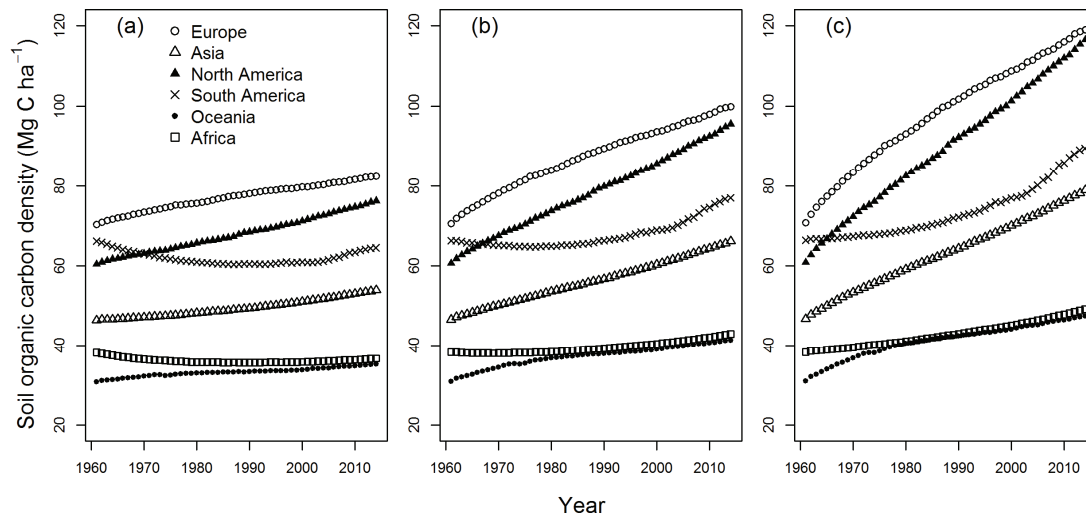 Soil organic carbon density (Mg C ha⁻¹)
120
100
80
60
40
20
(a)
Europe
Asia
North America
South America
Oceania
Africa
1960 1970 1980 1990 2000 2010
120
100
80
60
40
20
(b)
1960 1970 1980 1990 2000 2010
120
100
80
60
40
20
(c)
1960 1970 1980 1990 2000 2010
Year